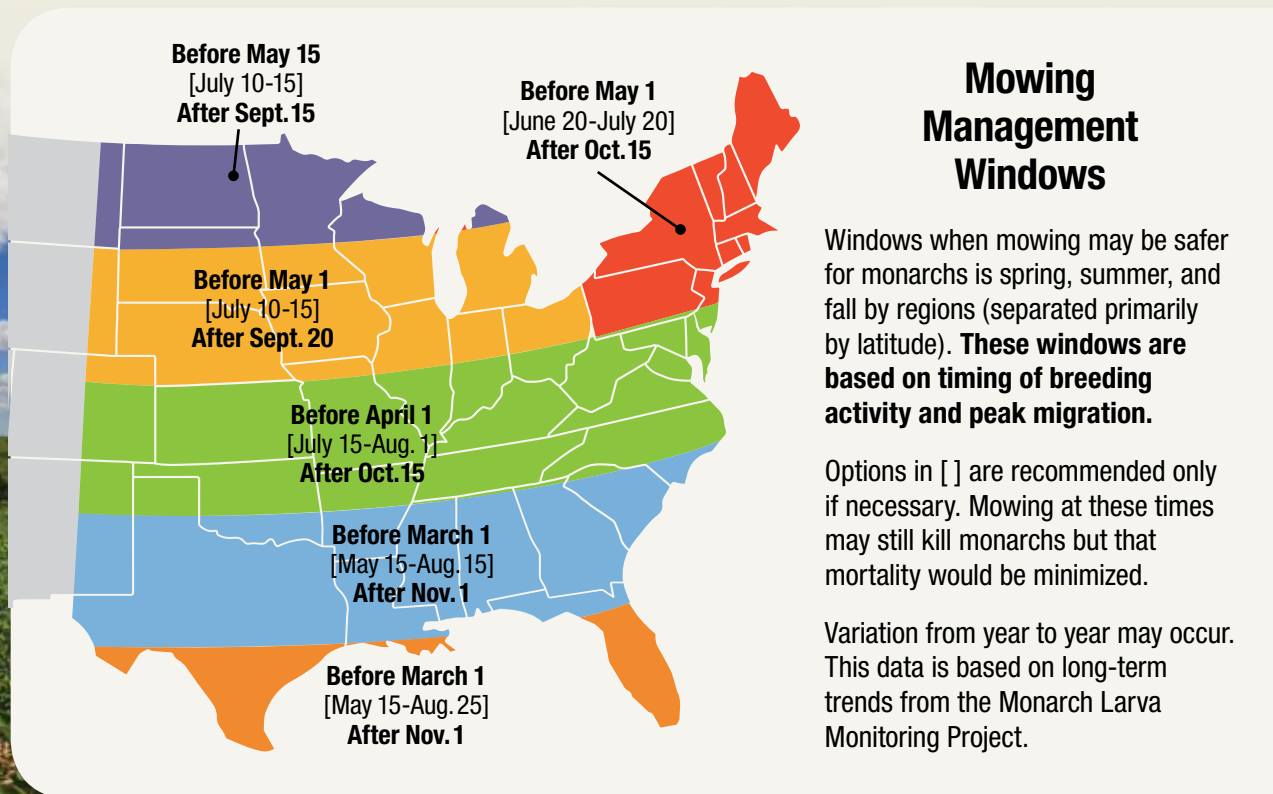 Before May 15
[July 10-15]
After Sept. 15
Before May 1
[June 20-July 20]
After Oct. 15
Before May 1
[July 10-15]
After Sept. 20
Before April 1
[July 15-Aug. 1]
After Oct. 15
Before March 1
[May 15-Aug. 15]
After Nov. 1
Before March 1
[May 15-Aug. 25]
After Nov. 1
Mowing
Management
Windows
Windows when mowing may be safer
for monarchs is spring, summer, and
fall by regions (separated primarily
by latitude). These windows are
based on timing of breeding
activity and peak migration.
Options in [ ] are recommended only
if necessary. Mowing at these times
may still kill monarchs but that
mortality would be minimized.
Variation from year to year may occur.
This data is based on long-term
trends from the Monarch Larva
Monitoring Project.